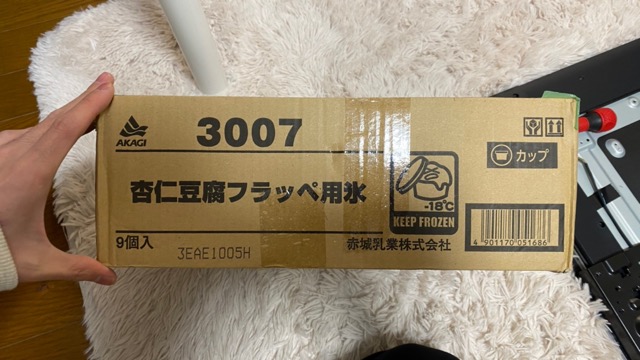 AKAGI
3007
カップ
杏仁豆腐フラッペ用氷
-18℃
KEEP FROZEN
9個入
3EAE1005H
赤城乳業株式会社
4 901170 051686